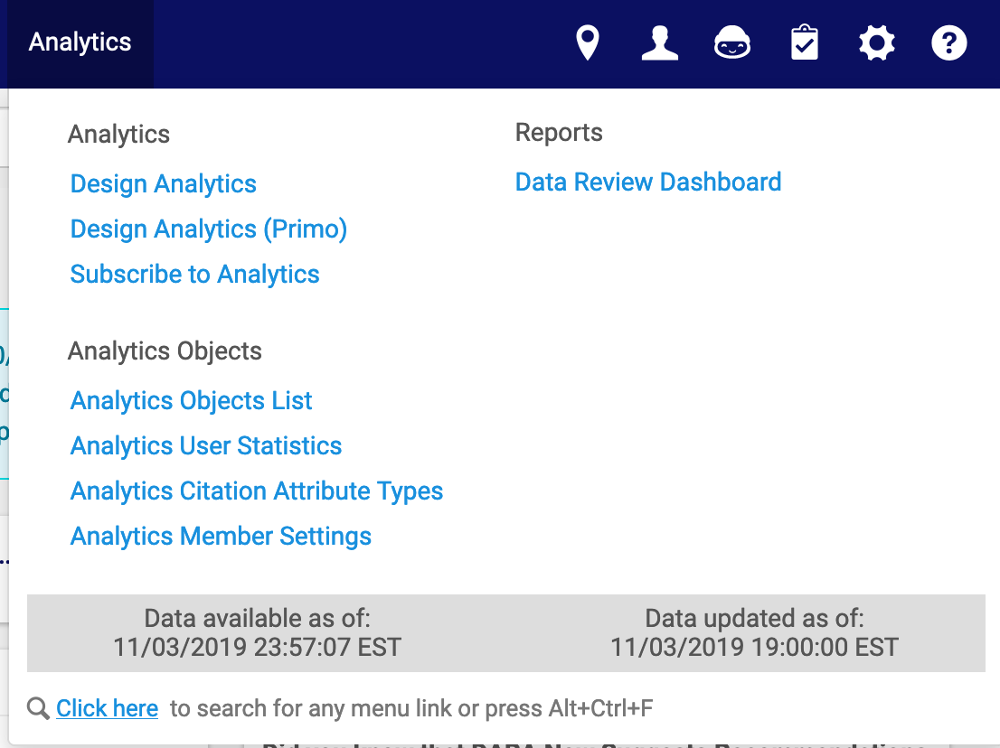 Analytics
Analytics
Design Analytics
Design Analytics (Primo)
Subscribe to Analytics
Analytics Objects
Analytics Objects List
Analytics User Statistics
Analytics Citation Attribute Types
Analytics Member Settings
Reports
Data Review Dashboard
Data available as of:
11/03/2019 23:57:07 EST
Data updated as of:
11/03/2019 19:00:00 EST
Click here to search for any menu link or press Alt+Ctrl+F